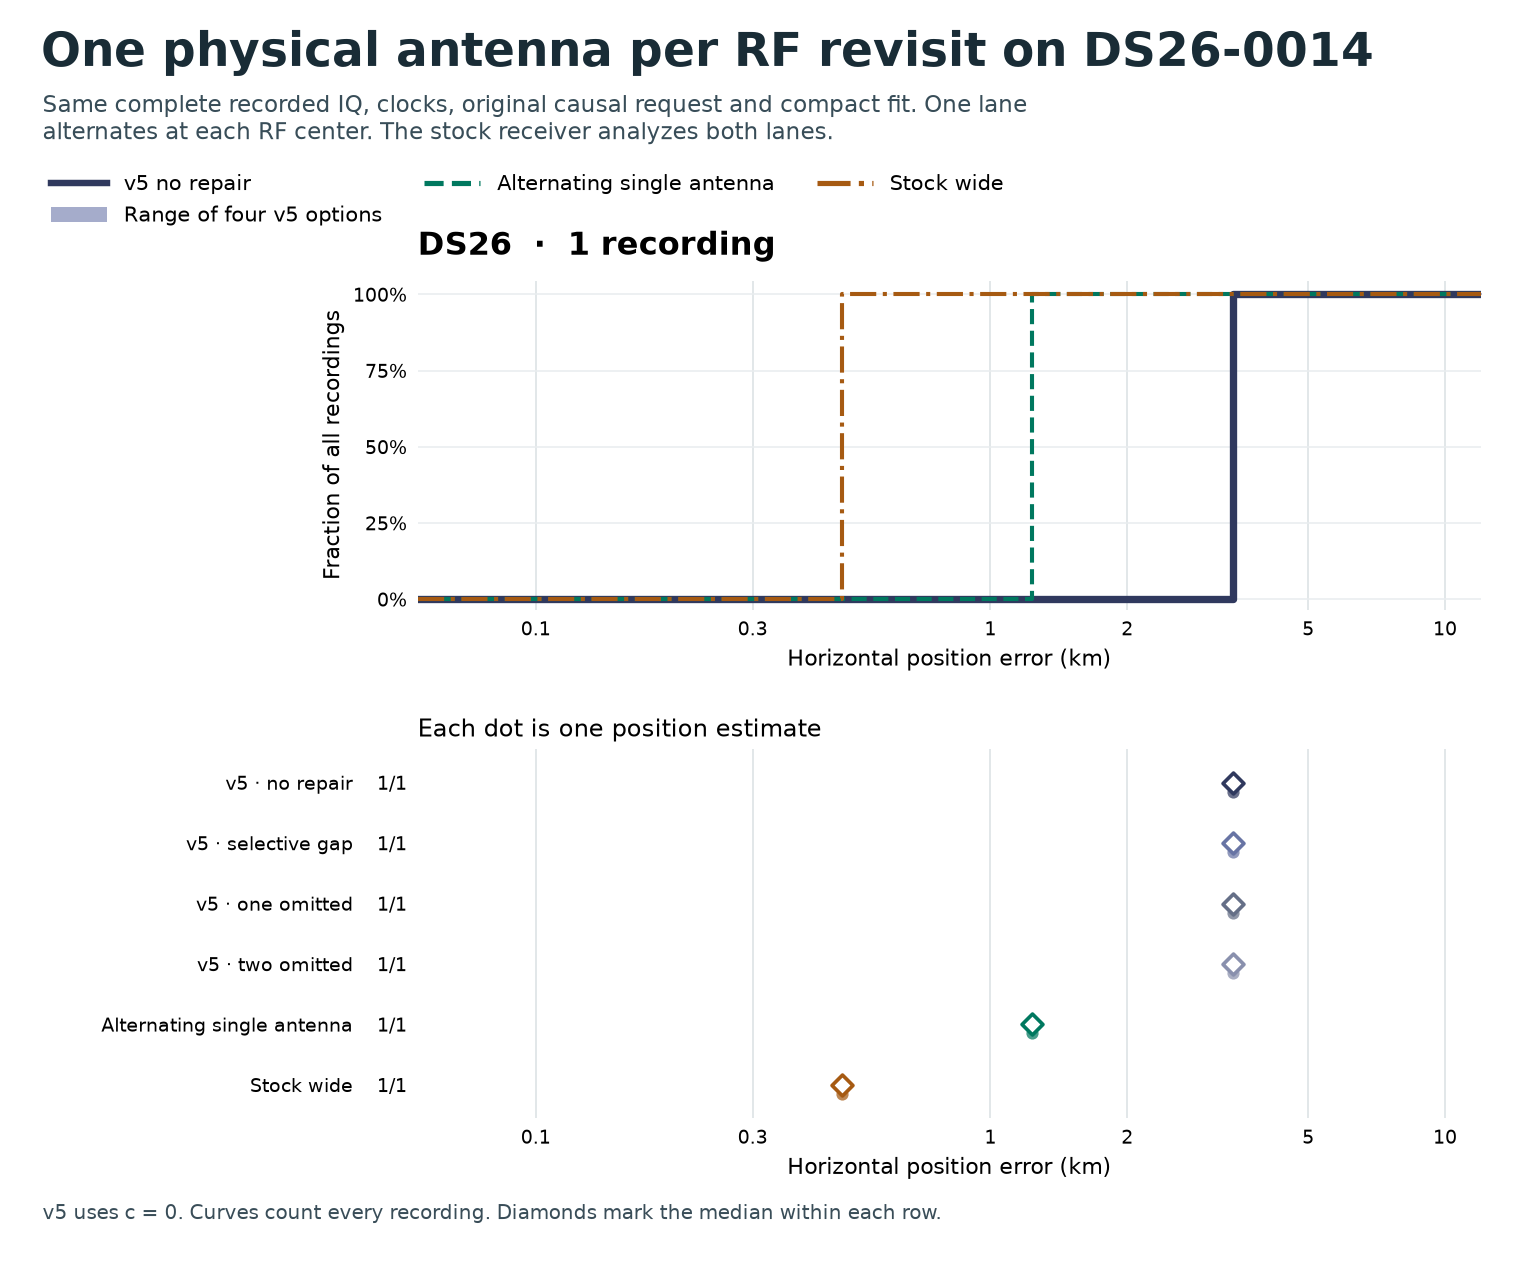 One physical antenna per RF revisit on DS26-0014
Same complete recorded IQ, clocks, original causal request and compact fit. One lane
alternates at each RF center. The stock receiver analyzes both lanes.
v5 no repair
Alternating single antenna
Stock wide
Range of four v5 options
DS26 · 1 recording
Fraction of all recordings
100%
75%
50%
25%
0%
0.1 0.3 1 2 5 10
Horizontal position error (km)
Each dot is one position estimate
v5 · no repair 1/1
v5 · selective gap 1/1
v5 · one omitted 1/1
v5 · two omitted 1/1
Alternating single antenna 1/1
Stock wide 1/1
0.1 0.3 1 2 5 10
Horizontal position error (km)
v5 uses c = 0. Curves count every recording. Diamonds mark the median within each row.